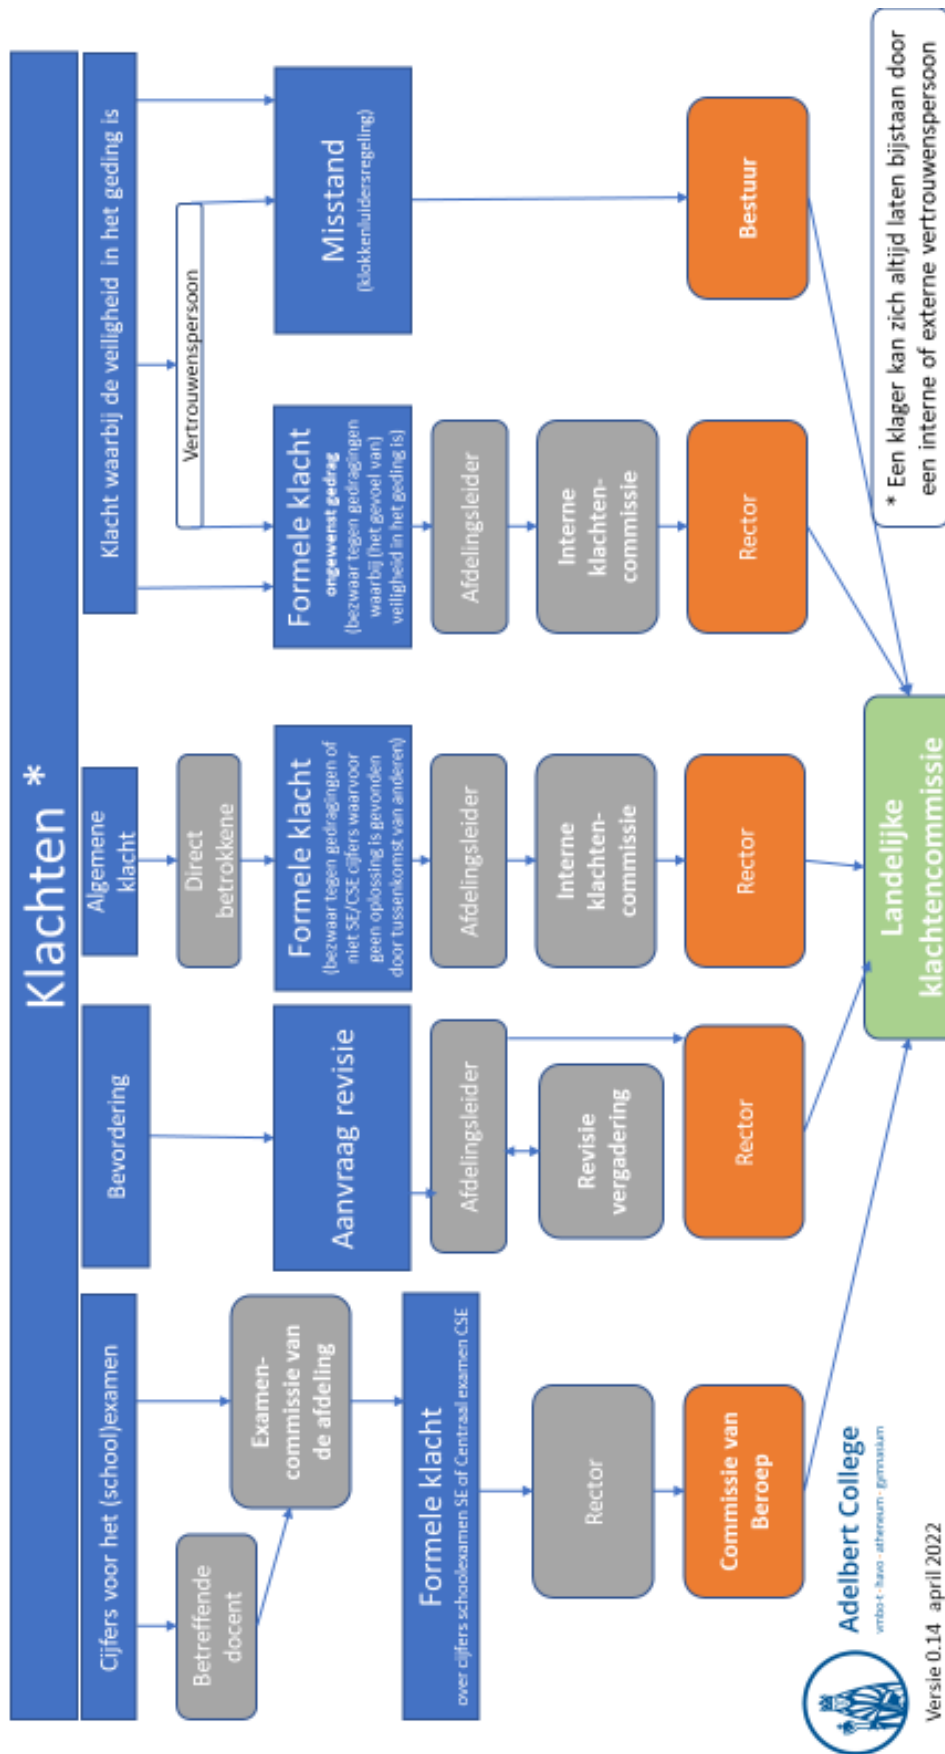 Klachten *
Cijfers voor het (school)examen
Bevordering
Algemene
klacht
Klacht waarbij de veiligheid in het geding is
Betreffende
docent
Examen-
commissie van
de afdeling
Direct
betrokkene
Vertrouwenspersoon
Aanvraag revisie
Formele klacht
(bezwaar tegen gedragingen of
niet SE/CSE cijfers waarvoor
geen oplossing is gevonden
door tussenkomst van anderen)
Formele klacht
ongewenst gedrag
(bezwaar tegen gedragingen
waarbij (het gevoel van)
veiligheid in het geding is)
Misstand
(klokkenluidersregeling)
Formele klacht
over cijfers schoolexamen SE of Centraal examen CSE
Afdelingsleider
Afdelingsleider
Afdelingsleider
Rector
Revisie
vergadering
Interne
klachten-
commissie
Interne
klachten-
commissie
Commissie van
Beroep
Rector
Rector
Rector
Bestuur
Adelbert College
vmbo-t - havo - atheneum - gymnasium
Landelijke
klachtencommissie
* Een klager kan zich altijd laten bijstaan door
een interne of externe vertrouwenspersoon
Versie 0.14 april 2022